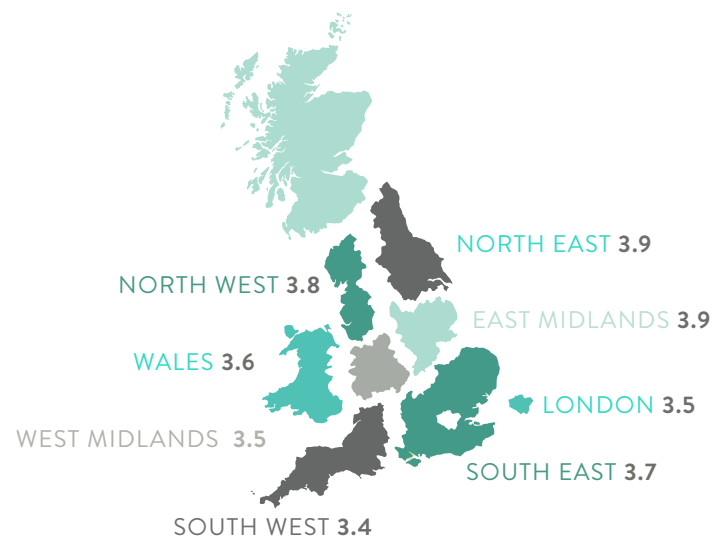 NORTH EAST 3.9
NORTH WEST 3.8
EAST MIDLANDS 3.9
WALES 3.6
LONDON 3.5
WEST MIDLANDS 3.5
SOUTH EAST 3.7
SOUTH WEST 3.4